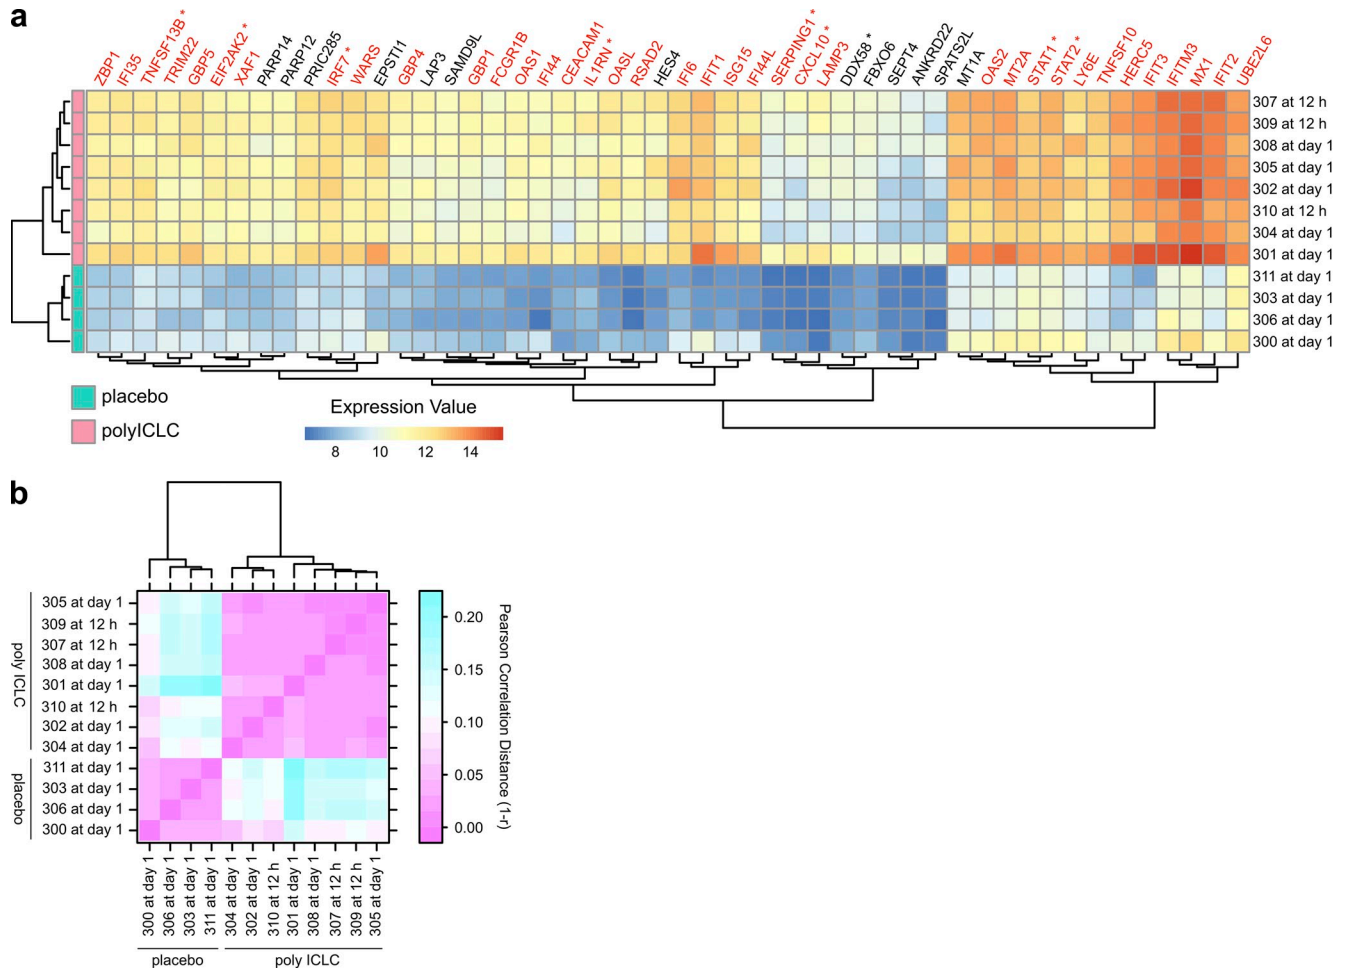 a
ZBP1
IFI35
TNFSF13B *
TRIM22
GBP5
EIF2AK2 *
XAF1
PARP14
PARP12
PRIC285
IRF7 *
WARS
EPSTI1
GBP4
LAP3
SAMD9L
GBP1
FCGR1B
OAS1
IFI44
CEACAM1
IL1RN *
OASL
RSAD2
HES4
IFI6
IFIT1
ISG15
IFI44L
SERPING1 *
CXCL10 *
LAMP3
DDX58 *
FBXO6
SEPT4
ANKRD22
SPATS2L
MT1A
OAS2
MT2A
STAT1 *
STAT2 *
LY6E
TNFSF10
HERC5
IFIT3
IFITM3
MX1
IFIT2
UBE2L6
307 at 12 h
309 at 12 h
308 at day 1
305 at day 1
302 at day 1
310 at 12 h
304 at day 1
301 at day 1
311 at day 1
303 at day 1
306 at day 1
300 at day 1
placebo
polyICLC
Expression Value
8 10 12 14
b
poly ICLC
placebo
305 at day 1
309 at 12 h
307 at 12 h
308 at day 1
301 at day 1
310 at 12 h
302 at day 1
304 at day 1
311 at day 1
303 at day 1
306 at day 1
300 at day 1
300 at day 1
306 at day 1
303 at day 1
311 at day 1
304 at day 1
302 at day 1
310 at 12 h
301 at day 1
308 at day 1
307 at 12 h
309 at 12 h
305 at day 1
placebo
poly ICLC
0.20
0.15
0.10
0.05
0.00
Pearson Correlation Distance (1-r)